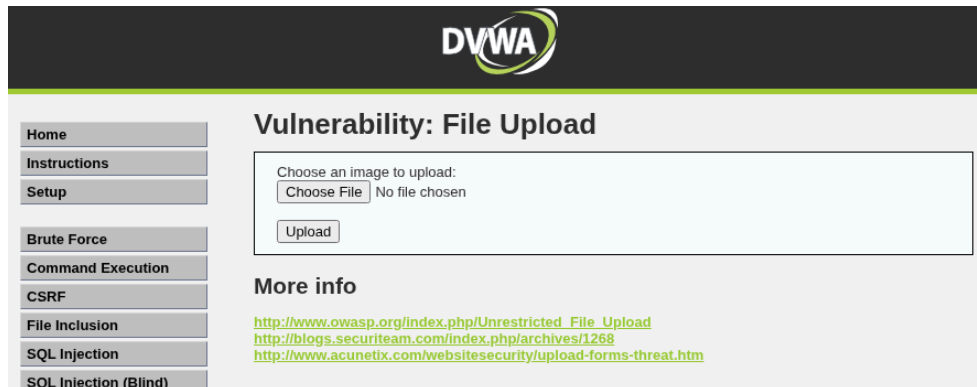 DVWA
Home
Instructions
Setup
Brute Force
Command Execution
CSRF
File Inclusion
SQL Injection
SQL Injection (Blind)
Vulnerability: File Upload
Choose an image to upload:
Choose File No file chosen
Upload
More info
http://www.owasp.org/index.php/Unrestricted_File_Upload
http://blogs.securiteam.com/index.php/archives/1268
http://www.acunetix.com/websitesecurity/upload-forms-threat.htm